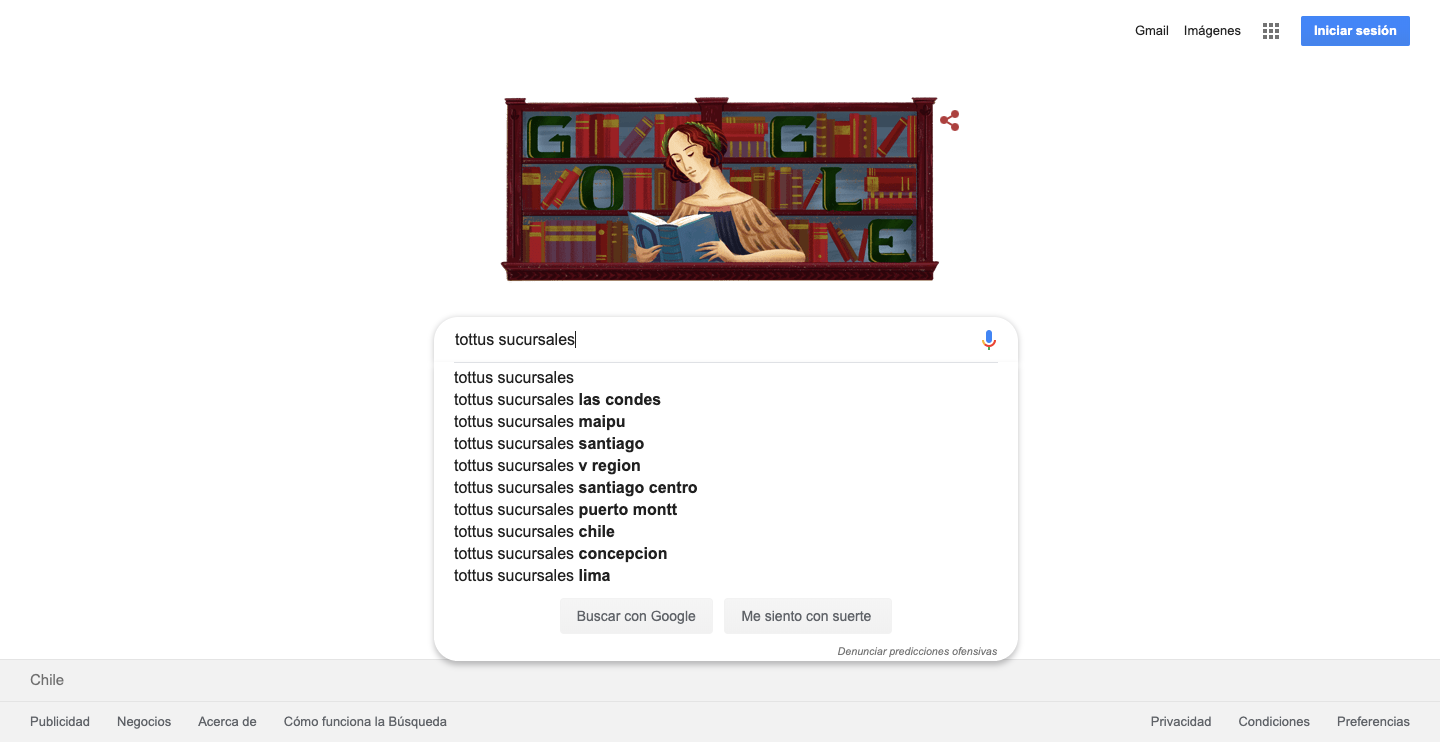 Gmail Imágenes Iniciar sesión
GOOGLE
tottus sucursales
tottus sucursales
tottus sucursales las condes
tottus sucursales maipu
tottus sucursales santiago
tottus sucursales v region
tottus sucursales santiago centro
tottus sucursales puerto montt
tottus sucursales chile
tottus sucursales concepcion
tottus sucursales lima
Buscar con Google Me siento con suerte
Denunciar predicciones ofensivas
Chile
Publicidad Negocios Acerca de Cómo funciona la Búsqueda Privacidad Condiciones Preferencias